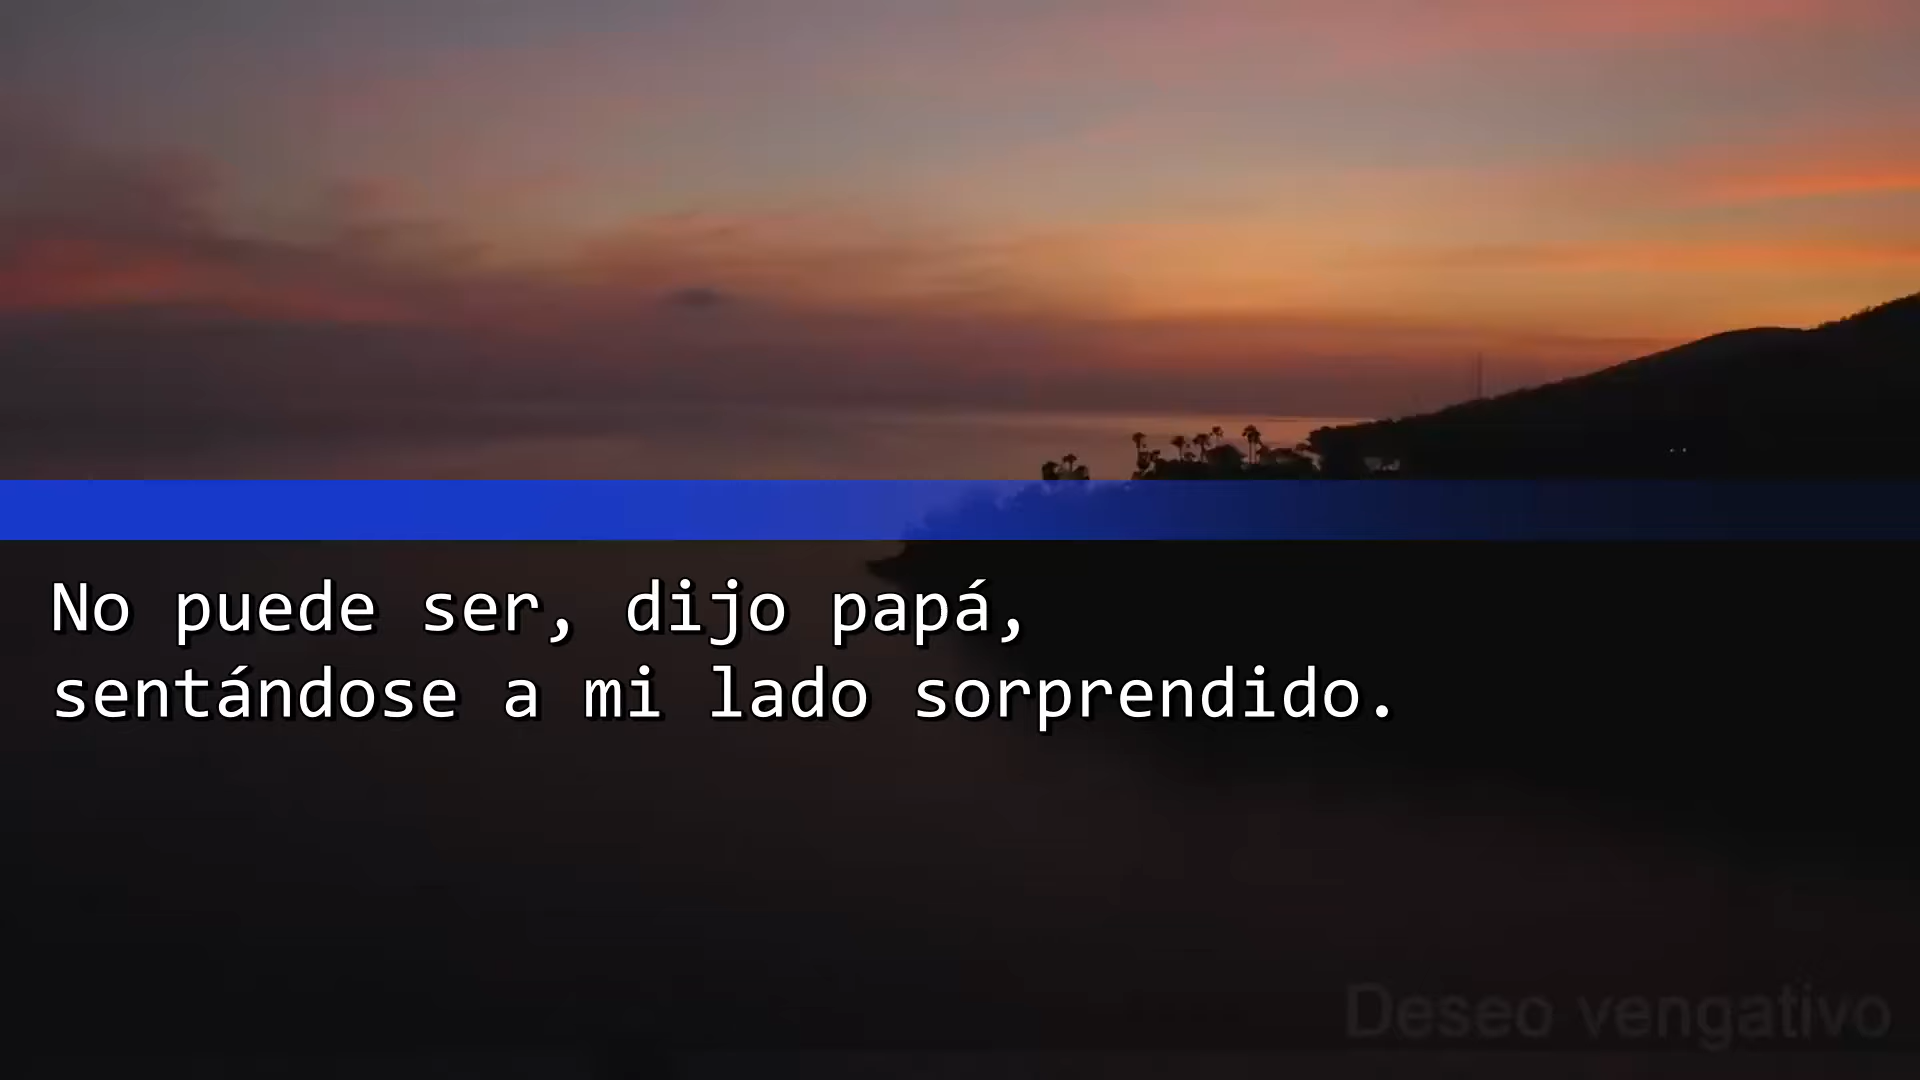 No puede ser, dijo papá,
sentándose a mi lado sorprendido.
Deseo vengativo